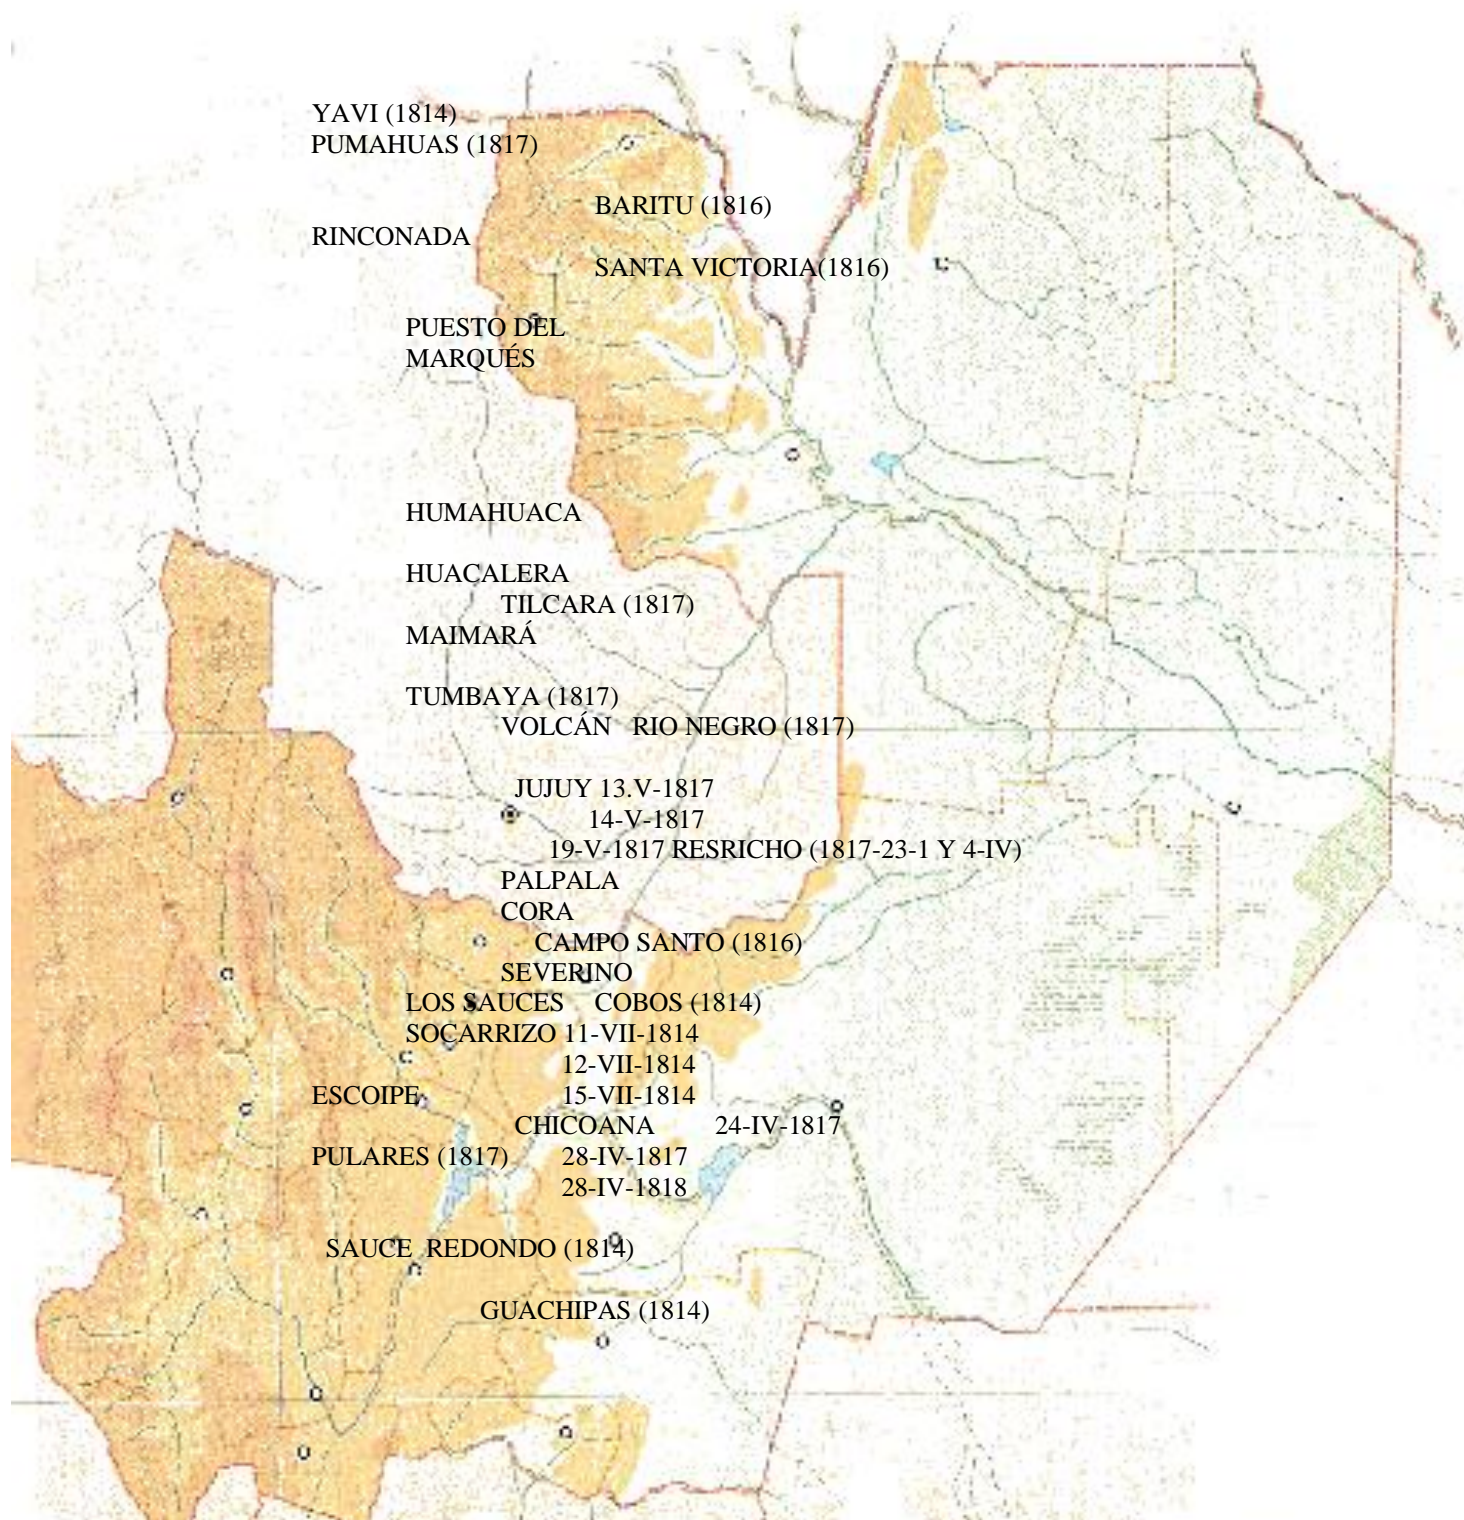 YAVI (1814)
PUMAHUAS (1817)
BARITU (1816)
RINCONADA
SANTA VICTORIA(1816)
PUESTO DEL
MARQUÉS
HUMAHUACA
HUACALERA
TILCARA (1817)
MAIMARÁ
TUMBAYA (1817)
VOLCÁN RIO NEGRO (1817)
JUJUY 13.V-1817
14-V-1817
19-V-1817 RESRICHO (1817-23-1 Y 4-IV)
PALPALA
CORA
CAMPO SANTO (1816)
SEVERINO
LOS SAUCES COBOS (1814)
SOCARRIZO 11-VII-1814
12-VII-1814
ESCOIPE 15-VII-1814
CHICOANA 24-IV-1817
PULARES (1817) 28-IV-1817
28-IV-1818
SAUCE REDONDO (1814)
GUACHIPAS (1814)